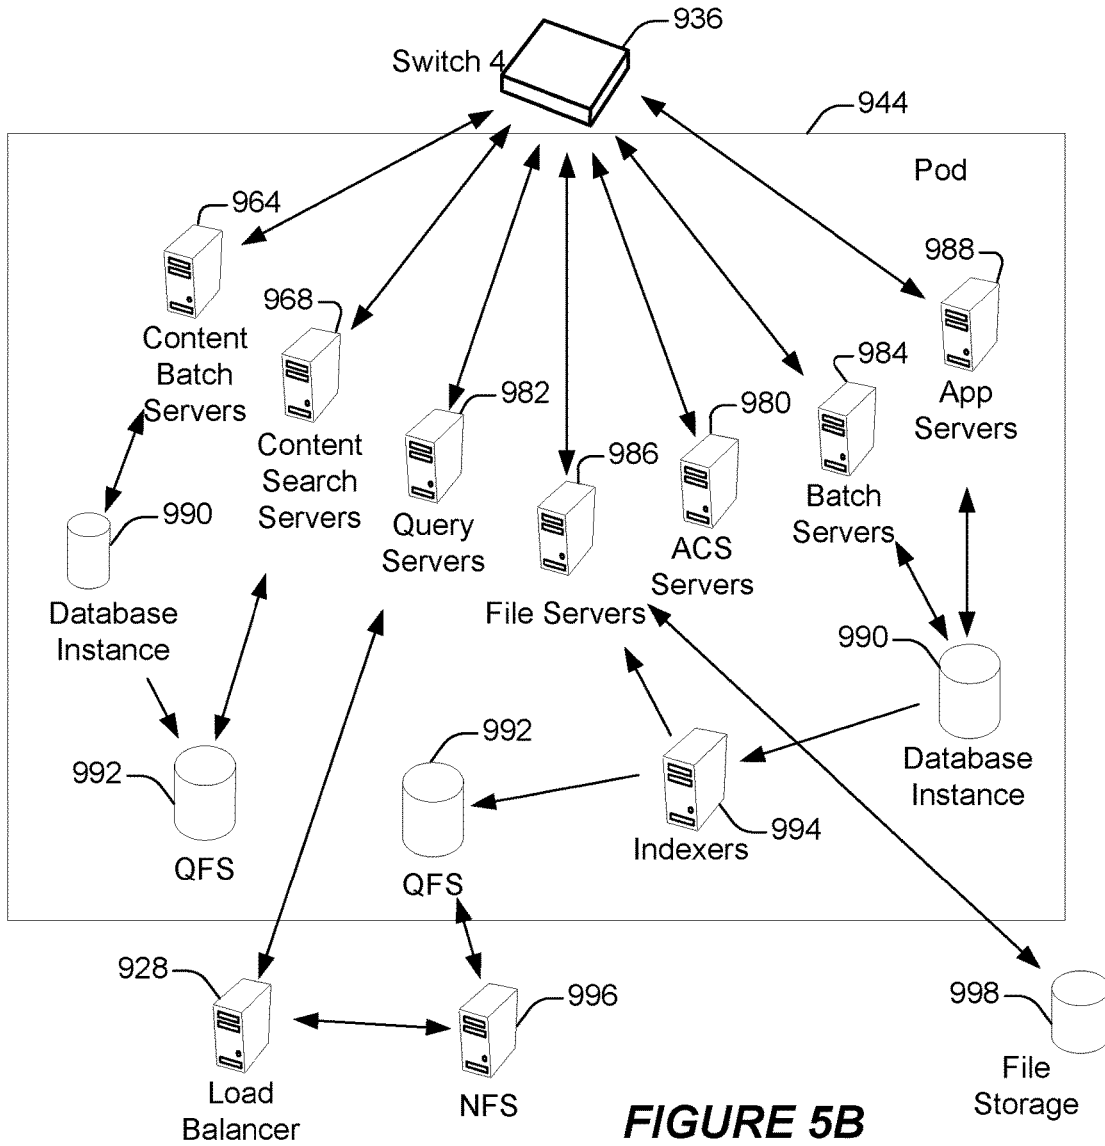 936
Switch 4
944
Pod
964
988
968
984
982
980
986
Content
Batch
Servers
Content
Search
Servers
Query
Servers
File Servers
ACS
Servers
Batch
Servers
App
Servers
990
Database
Instance
990
Database
Instance
992
QFS
992
QFS
994
Indexers
928
Load
Balancer
996
NFS
998
File
Storage
FIGURE 5B